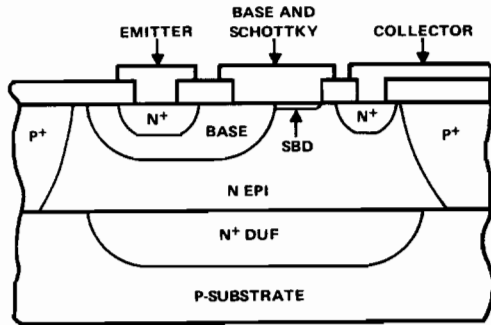 EMITTER
BASE AND
SCHOTTKY
COLLECTOR
N+
N+
P+
BASE
SBD
P+
N EPI
N+ DUF
P-SUBSTRATE